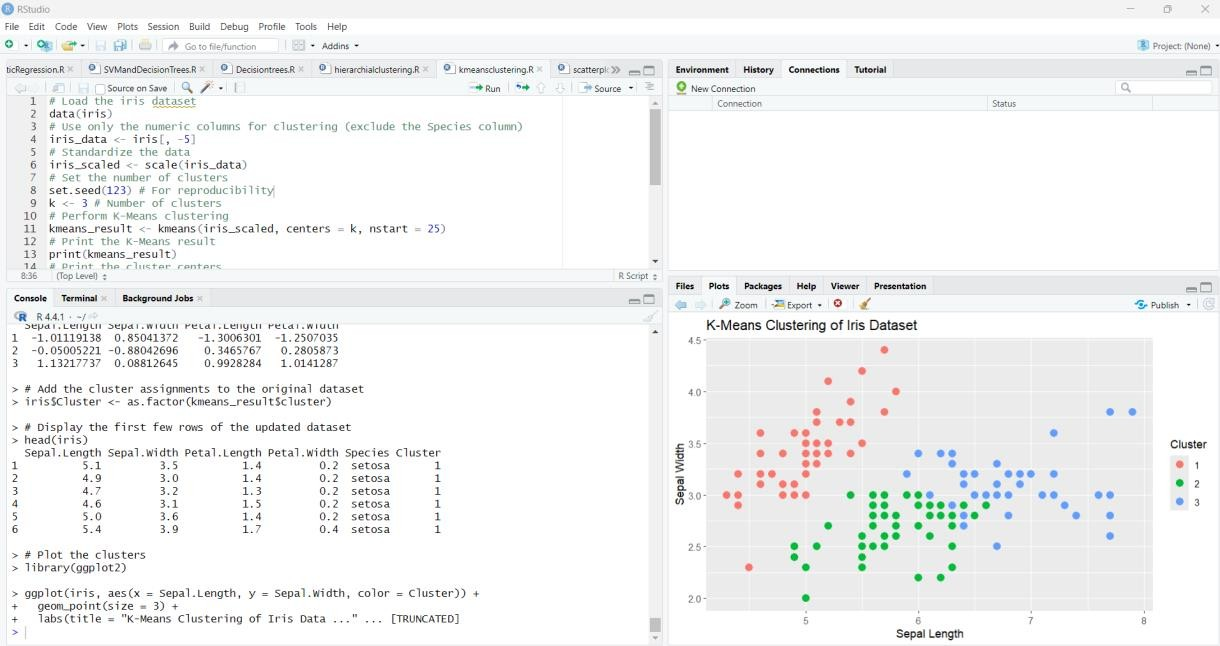 RStudio
File Edit Code View Plots Session Build Debug Profile Tools Help
Go to file/function Addins Project: (None)
ticRegression.R SVMandDecisionTrees.R Decisiontrees.R hierarchialclustering.R kmeansclustering.R scatterplo
Source on Save Run Source
1 # Load the iris dataset
2 data(iris)
3 # Use only the numeric columns for clustering (exclude the Species column)
4 iris_data <- iris[, -5]
5 # Standardize the data
6 iris_scaled <- scale(iris_data)
7 # Set the number of clusters
8 set.seed(123) # For reproducibility
9 k <- 3 # Number of clusters
10 # Perform K-Means clustering
11 kmeans_result <- kmeans(iris_scaled, centers = k, nstart = 25)
12 # Print the K-Means result
13 print(kmeans_result)
14 # Print the cluster centers
8:36 (Top Level) R Script
Console Terminal Background Jobs
R 4.4.1 · ~/
Sepal.Length Sepal.Width Petal.Length Petal.Width
1 -1.01119138 0.85041372 -1.3006301 -1.2507035
2 -0.05005221 -0.88042696 0.3465767 0.2805873
3 1.13217737 0.08812645 0.9928284 1.0141287
> # Add the cluster assignments to the original dataset
> iris$Cluster <- as.factor(kmeans_result$cluster)
> # Display the first few rows of the updated dataset
> head(iris)
Sepal.Length Sepal.Width Petal.Length Petal.Width Species Cluster
1 5.1 3.5 1.4 0.2 setosa 1
2 4.9 3.0 1.4 0.2 setosa 1
3 4.7 3.2 1.3 0.2 setosa 1
4 4.6 3.1 1.5 0.2 setosa 1
5 5.0 3.6 1.4 0.2 setosa 1
6 5.4 3.9 1.7 0.4 setosa 1
> # Plot the clusters
> library(ggplot2)
> ggplot(iris, aes(x = Sepal.Length, y = Sepal.Width, color = Cluster)) +
+ geom_point(size = 3) +
+ labs(title = "K-Means Clustering of Iris Data ..." ... [TRUNCATED]
>
Environment History Connections Tutorial
New Connection
Connection Status
Files Plots Packages Help Viewer Presentation
Zoom Export Publish
K-Means Clustering of Iris Dataset
4.5
4.0
3.5
3.0
2.5
2.0
Sepal Width
5 6 7 8
Sepal Length
Cluster
1
2
3